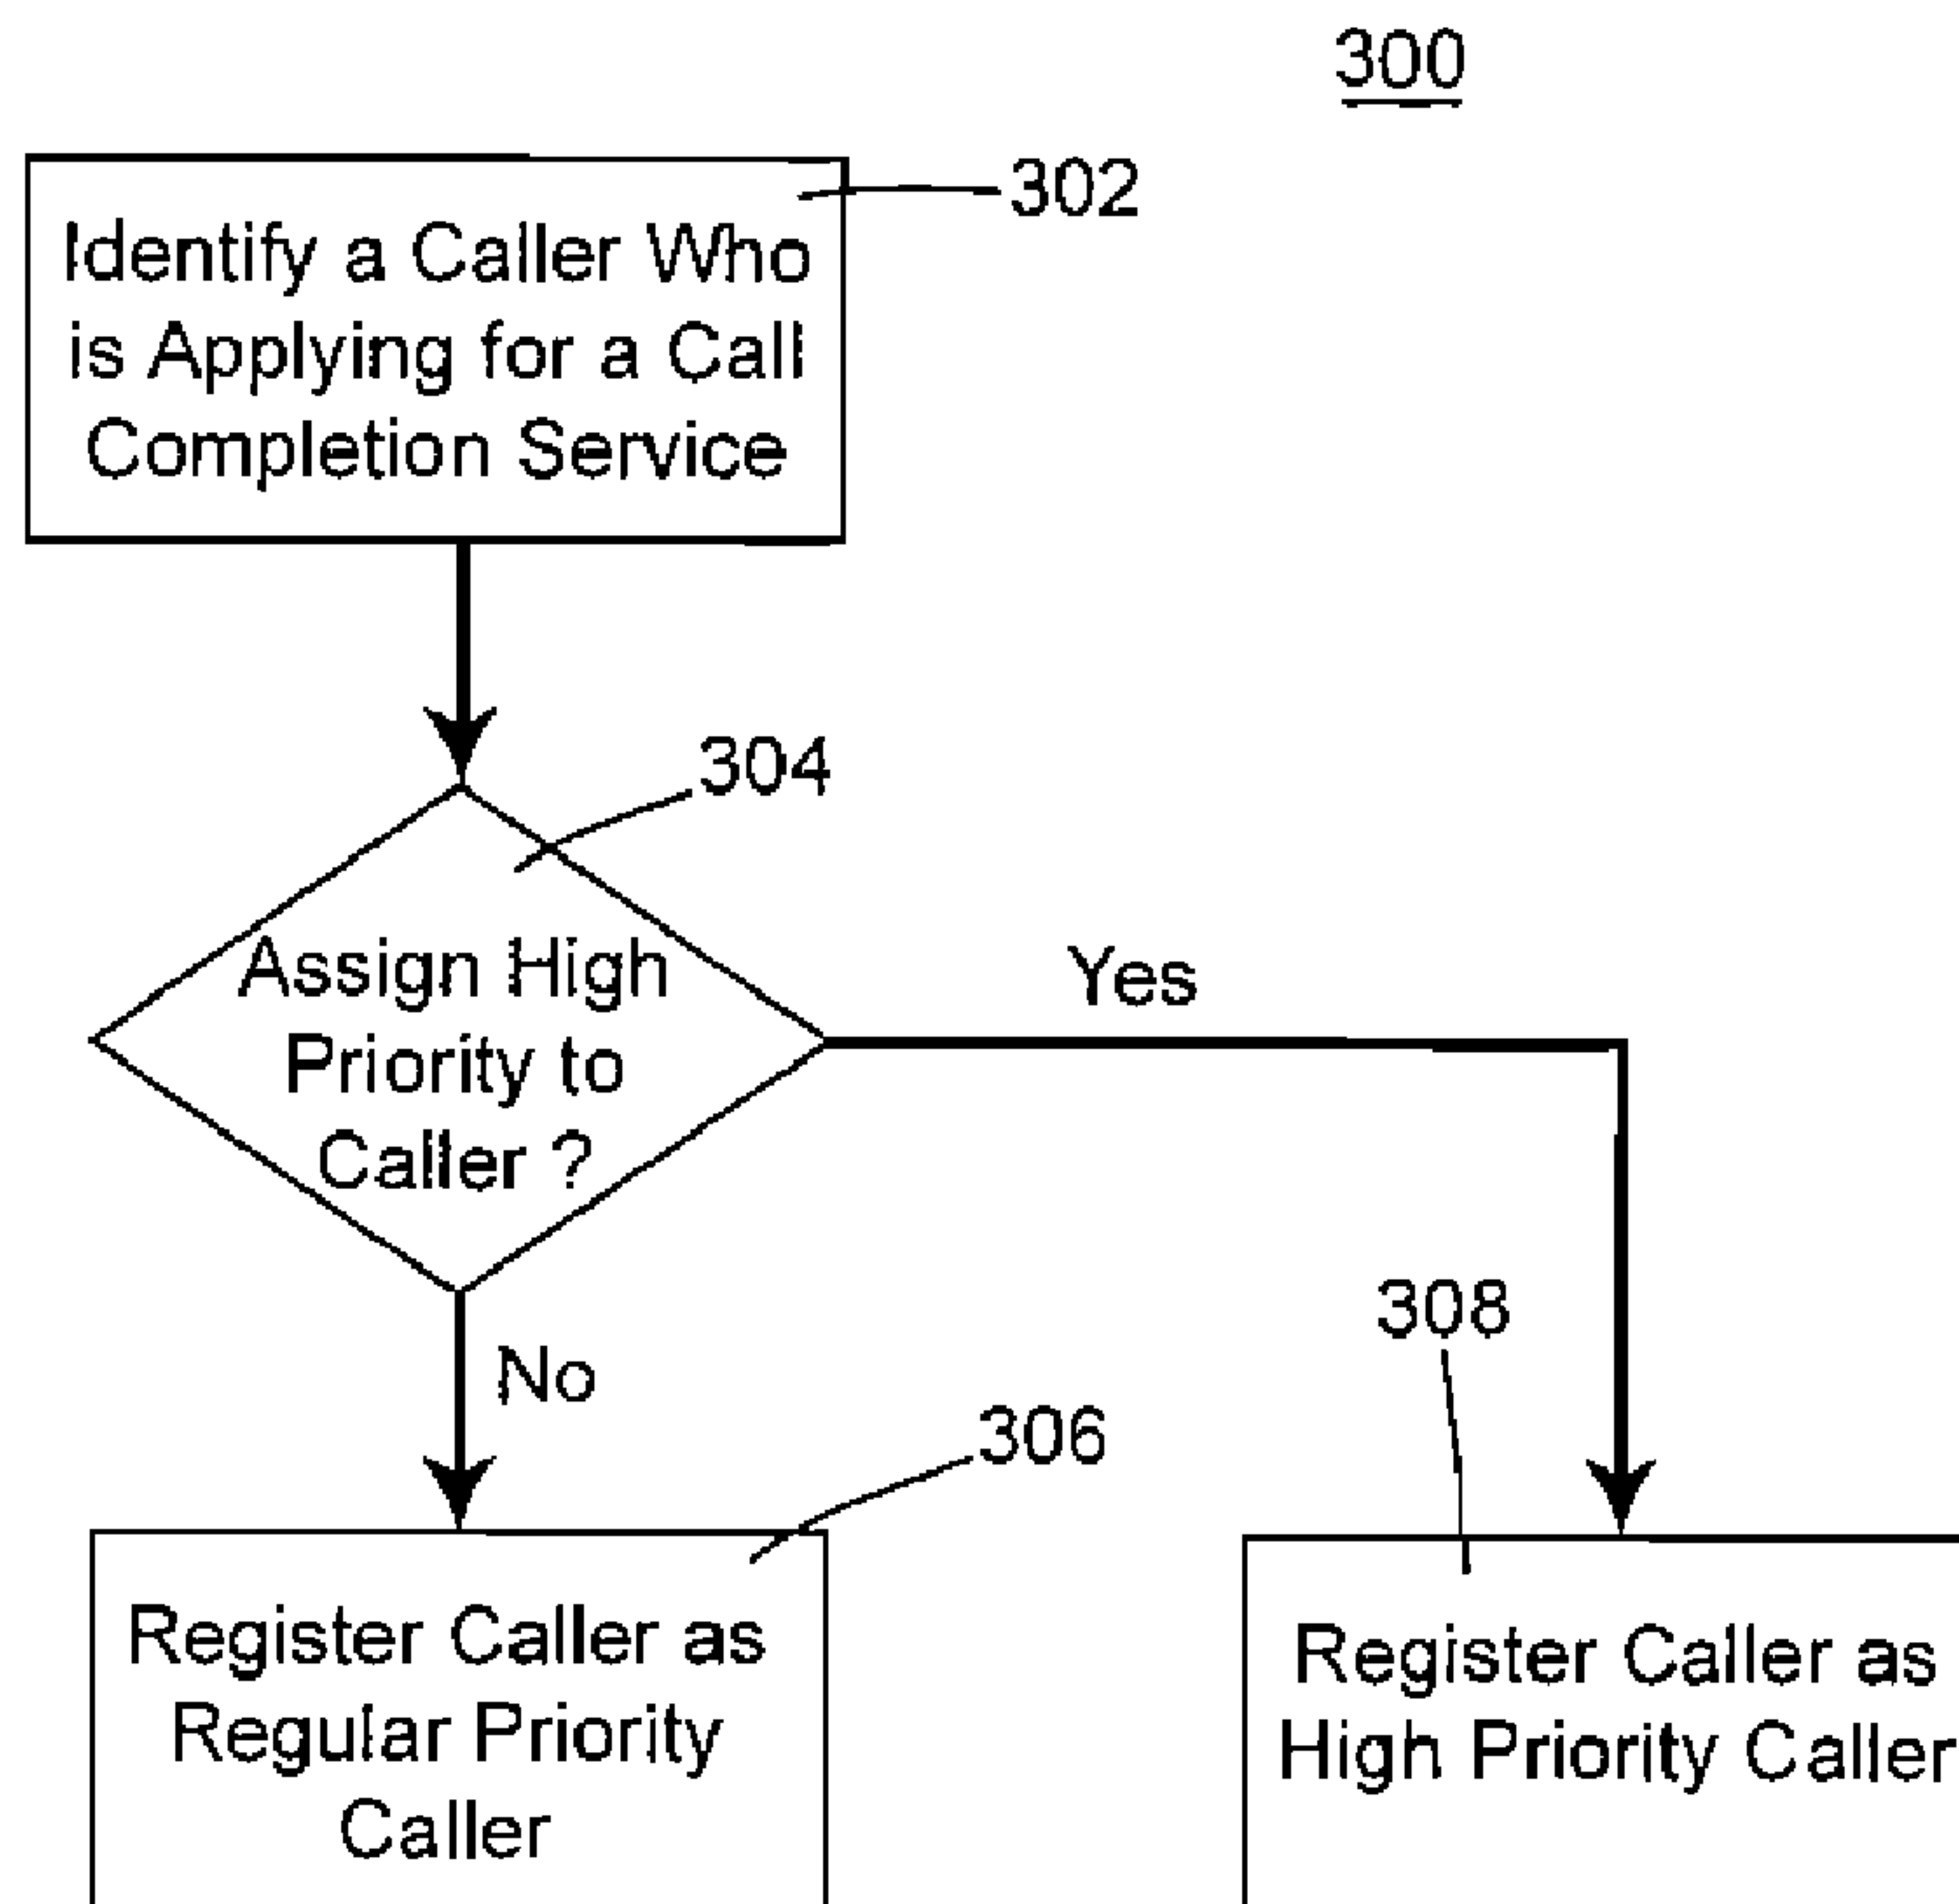 300
302
Identify a Caller Who
is Applying for a Call
Completion Service
304
Assign High
Priority to
Caller ?
Yes
No
308
306
Register Caller as
Regular Priority
Caller
Register Caller as
High Priority Caller